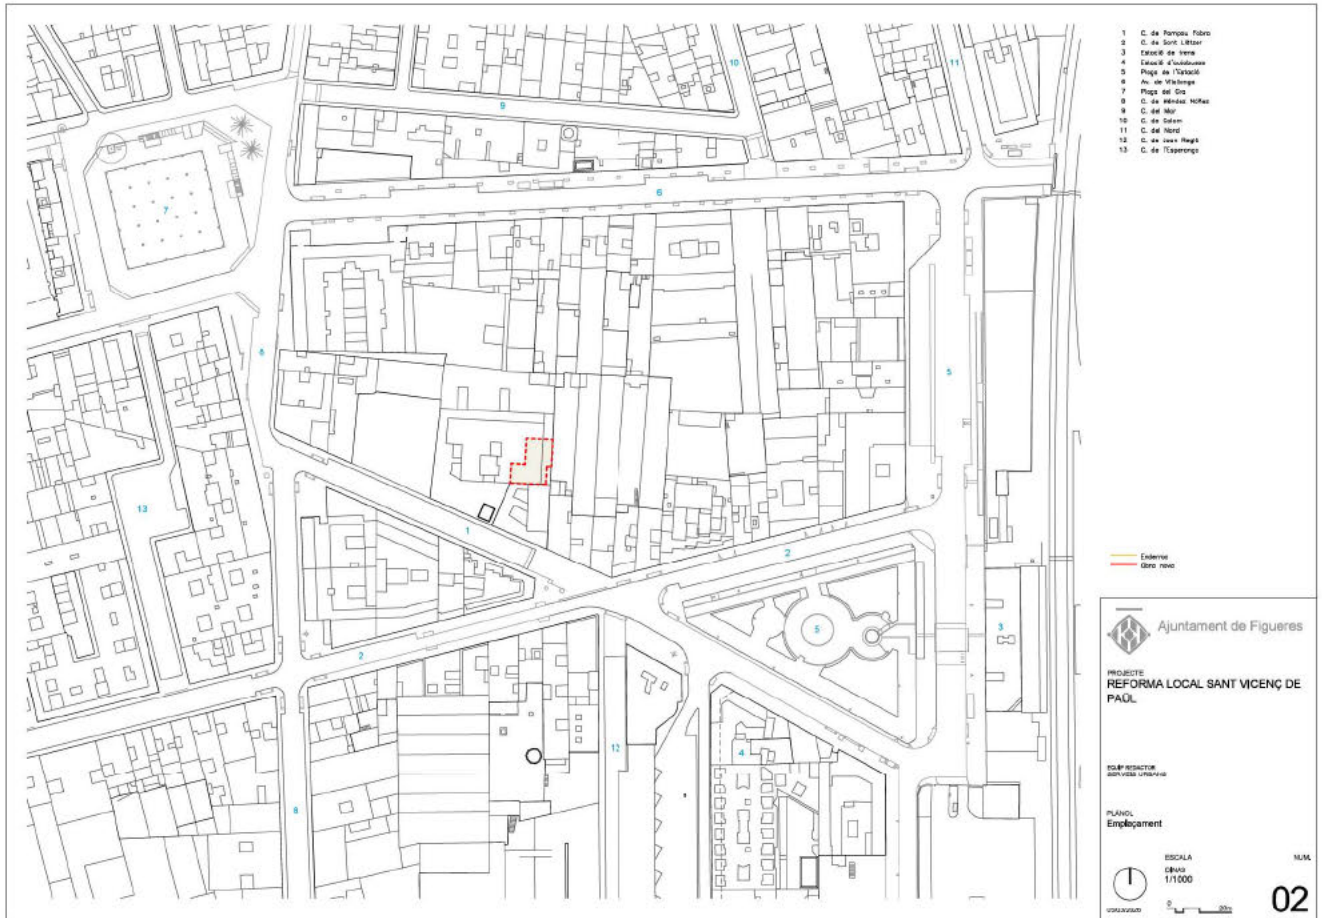 1 C. de Pompeu Fabra
2 C. de Sant Llàtzer
3 Estació de trens
4 Estació d'autobusos
5 Plaça de l'Estació
6 Av. de Vilallonga
7 Plaça del Gra
8 C. de Méndez Núñez
9 C. del Mar
10 C. de Colom
11 C. del Nord
12 C. de Joan Reglà
13 C. de l'Esperança
10
11
9
7
6
6
5
13
1
2
5
3
2
12
4
8
Enderroc
Obra nova
Ajuntament de Figueres
PROJECTE
REFORMA LOCAL SANT VICENÇ DE
PAÜL
EQUIP REDACTOR
SERVEIS URBANS
PLÀNOL
Emplaçament
ESCALA
NUM.
DINA3
1/1000
02
0
20m